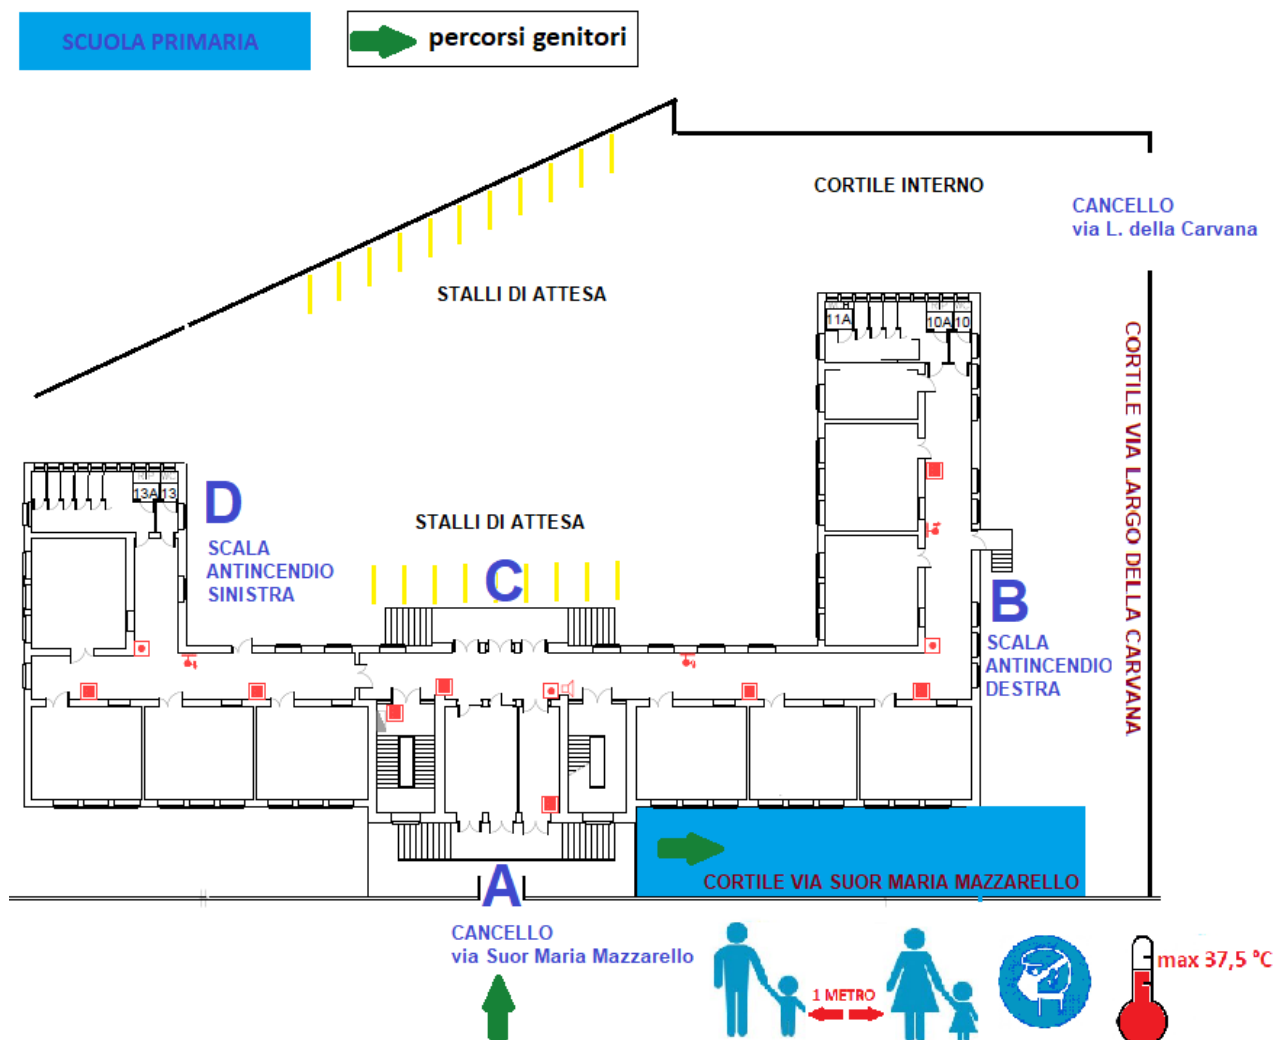 SCUOLA PRIMARIA
percorsi genitori
CORTILE INTERNO
CANCELLO
via L. della Carvana
STALLI DI ATTESA
11A
10A 10
CORTILE VIA LARGO DELLA CARVANA
13A 13
D
SCALA
ANTINCENDIO
SINISTRA
STALLI DI ATTESA
C
B
SCALA
ANTINCENDIO
DESTRA
CORTILE VIA SUOR MARIA MAZZARELLO
A
CANCELLO
via Suor Maria Mazzarello
1 METRO
max 37,5 °C